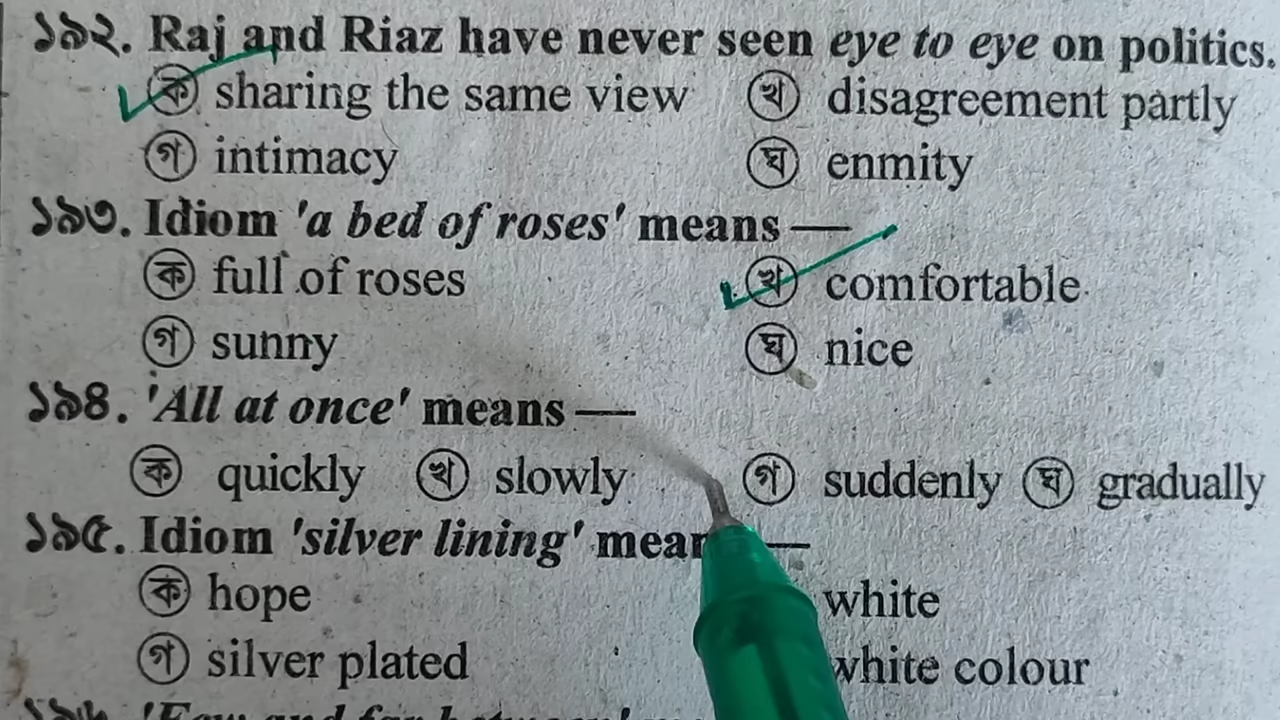 ১৯২. Raj and Riaz have never seen eye to eye on politics.
ক sharing the same view খ disagreement partly
গ intimacy ঘ enmity
১৯৩. Idiom 'a bed of roses' means —
ক full of roses খ comfortable
গ sunny ঘ nice
১৯৪. 'All at once' means —
ক quickly খ slowly গ suddenly ঘ gradually
১৯৫. Idiom 'silver lining' —
ক hope white
গ silver plated white colour